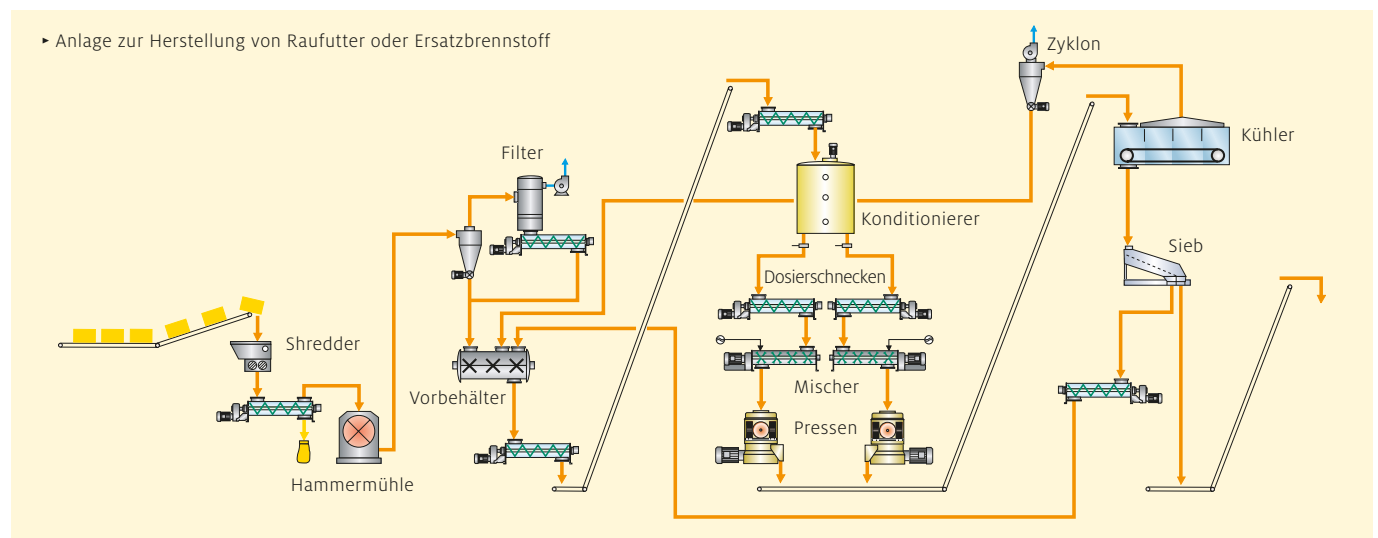 ▸ Anlage zur Herstellung von Raufutter oder Ersatzbrennstoff
Zyklon
Kühler
Filter
Konditionierer
Sieb
Dosierschnecken
Shredder
Mischer
Vorbehälter
Pressen
Hammermühle